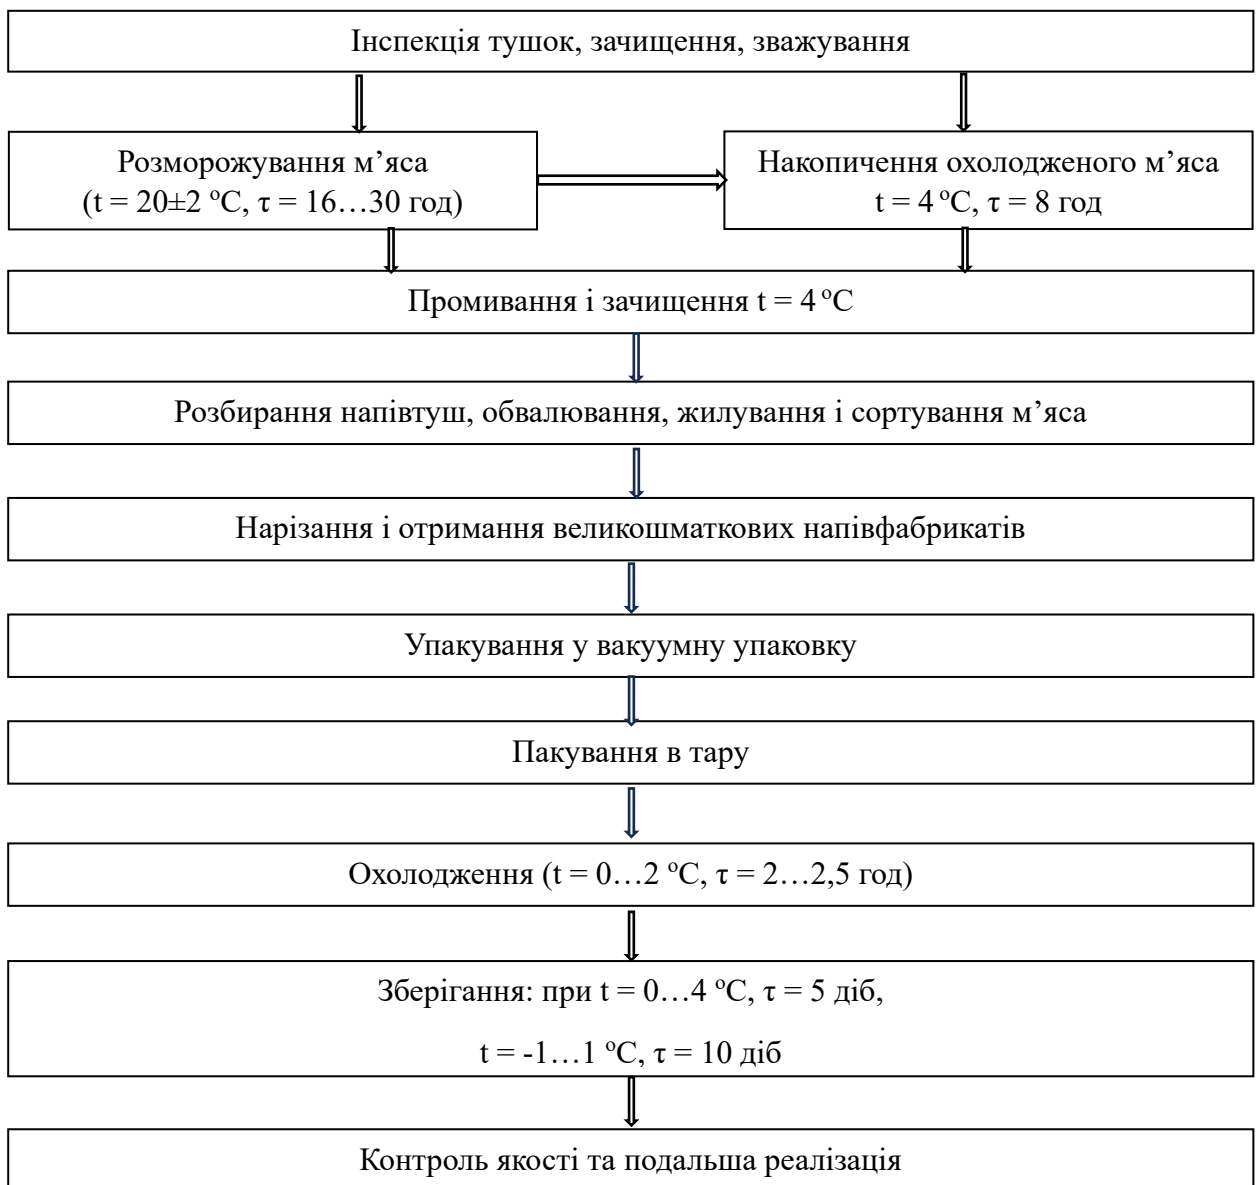 Інспекція тушок, зачищення, зважування
Розморожування м’яса
(t = 20±2 ºС, τ = 16…30 год)
Накопичення охолодженого м’яса
t = 4 ºС, τ = 8 год
Промивання і зачищення t = 4 ºС
Розбирання напівтуш, обвалювання, жилування і сортування м’яса
Нарізання і отримання великошматкових напівфабрикатів
Упакування у вакуумну упаковку
Пакування в тару
Охолодження (t = 0…2 ºС, τ = 2…2,5 год)
Зберігання: при t = 0…4 ºС, τ = 5 діб,
t = -1…1 ºС, τ = 10 діб
Контроль якості та подальша реалізація